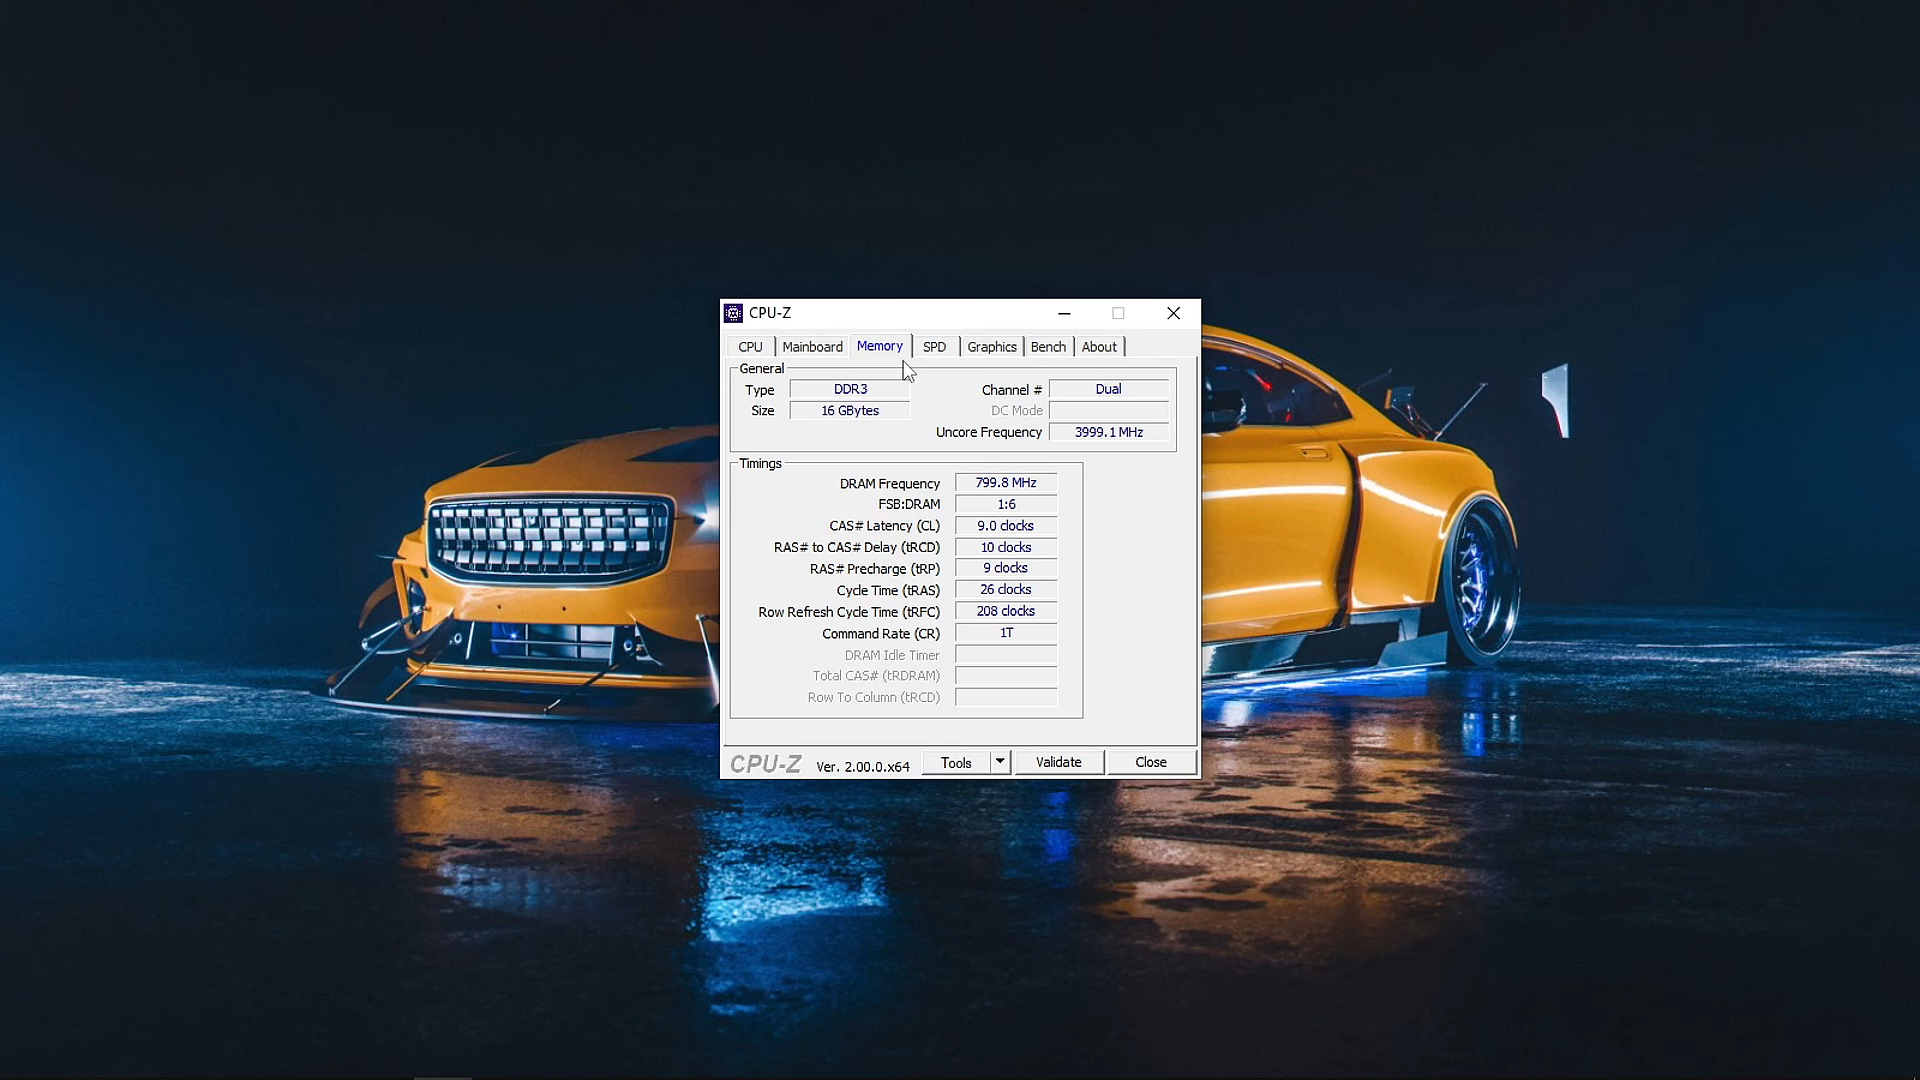 CPU-Z
CPU Mainboard Memory SPD Graphics Bench About
General
Type DDR3 Channel # Dual
Size 16 GBytes DC Mode
Uncore Frequency 3999.1 MHz
Timings
DRAM Frequency 799.8 MHz
FSB:DRAM 1:6
CAS# Latency (CL) 9.0 clocks
RAS# to CAS# Delay (tRCD) 10 clocks
RAS# Precharge (tRP) 9 clocks
Cycle Time (tRAS) 26 clocks
Row Refresh Cycle Time (tRFC) 208 clocks
Command Rate (CR) 1T
DRAM Idle Timer
Total CAS# (tRDRAM)
Row To Column (tRCD)
CPU-Z Ver. 2.00.0.x64 Tools Validate Close